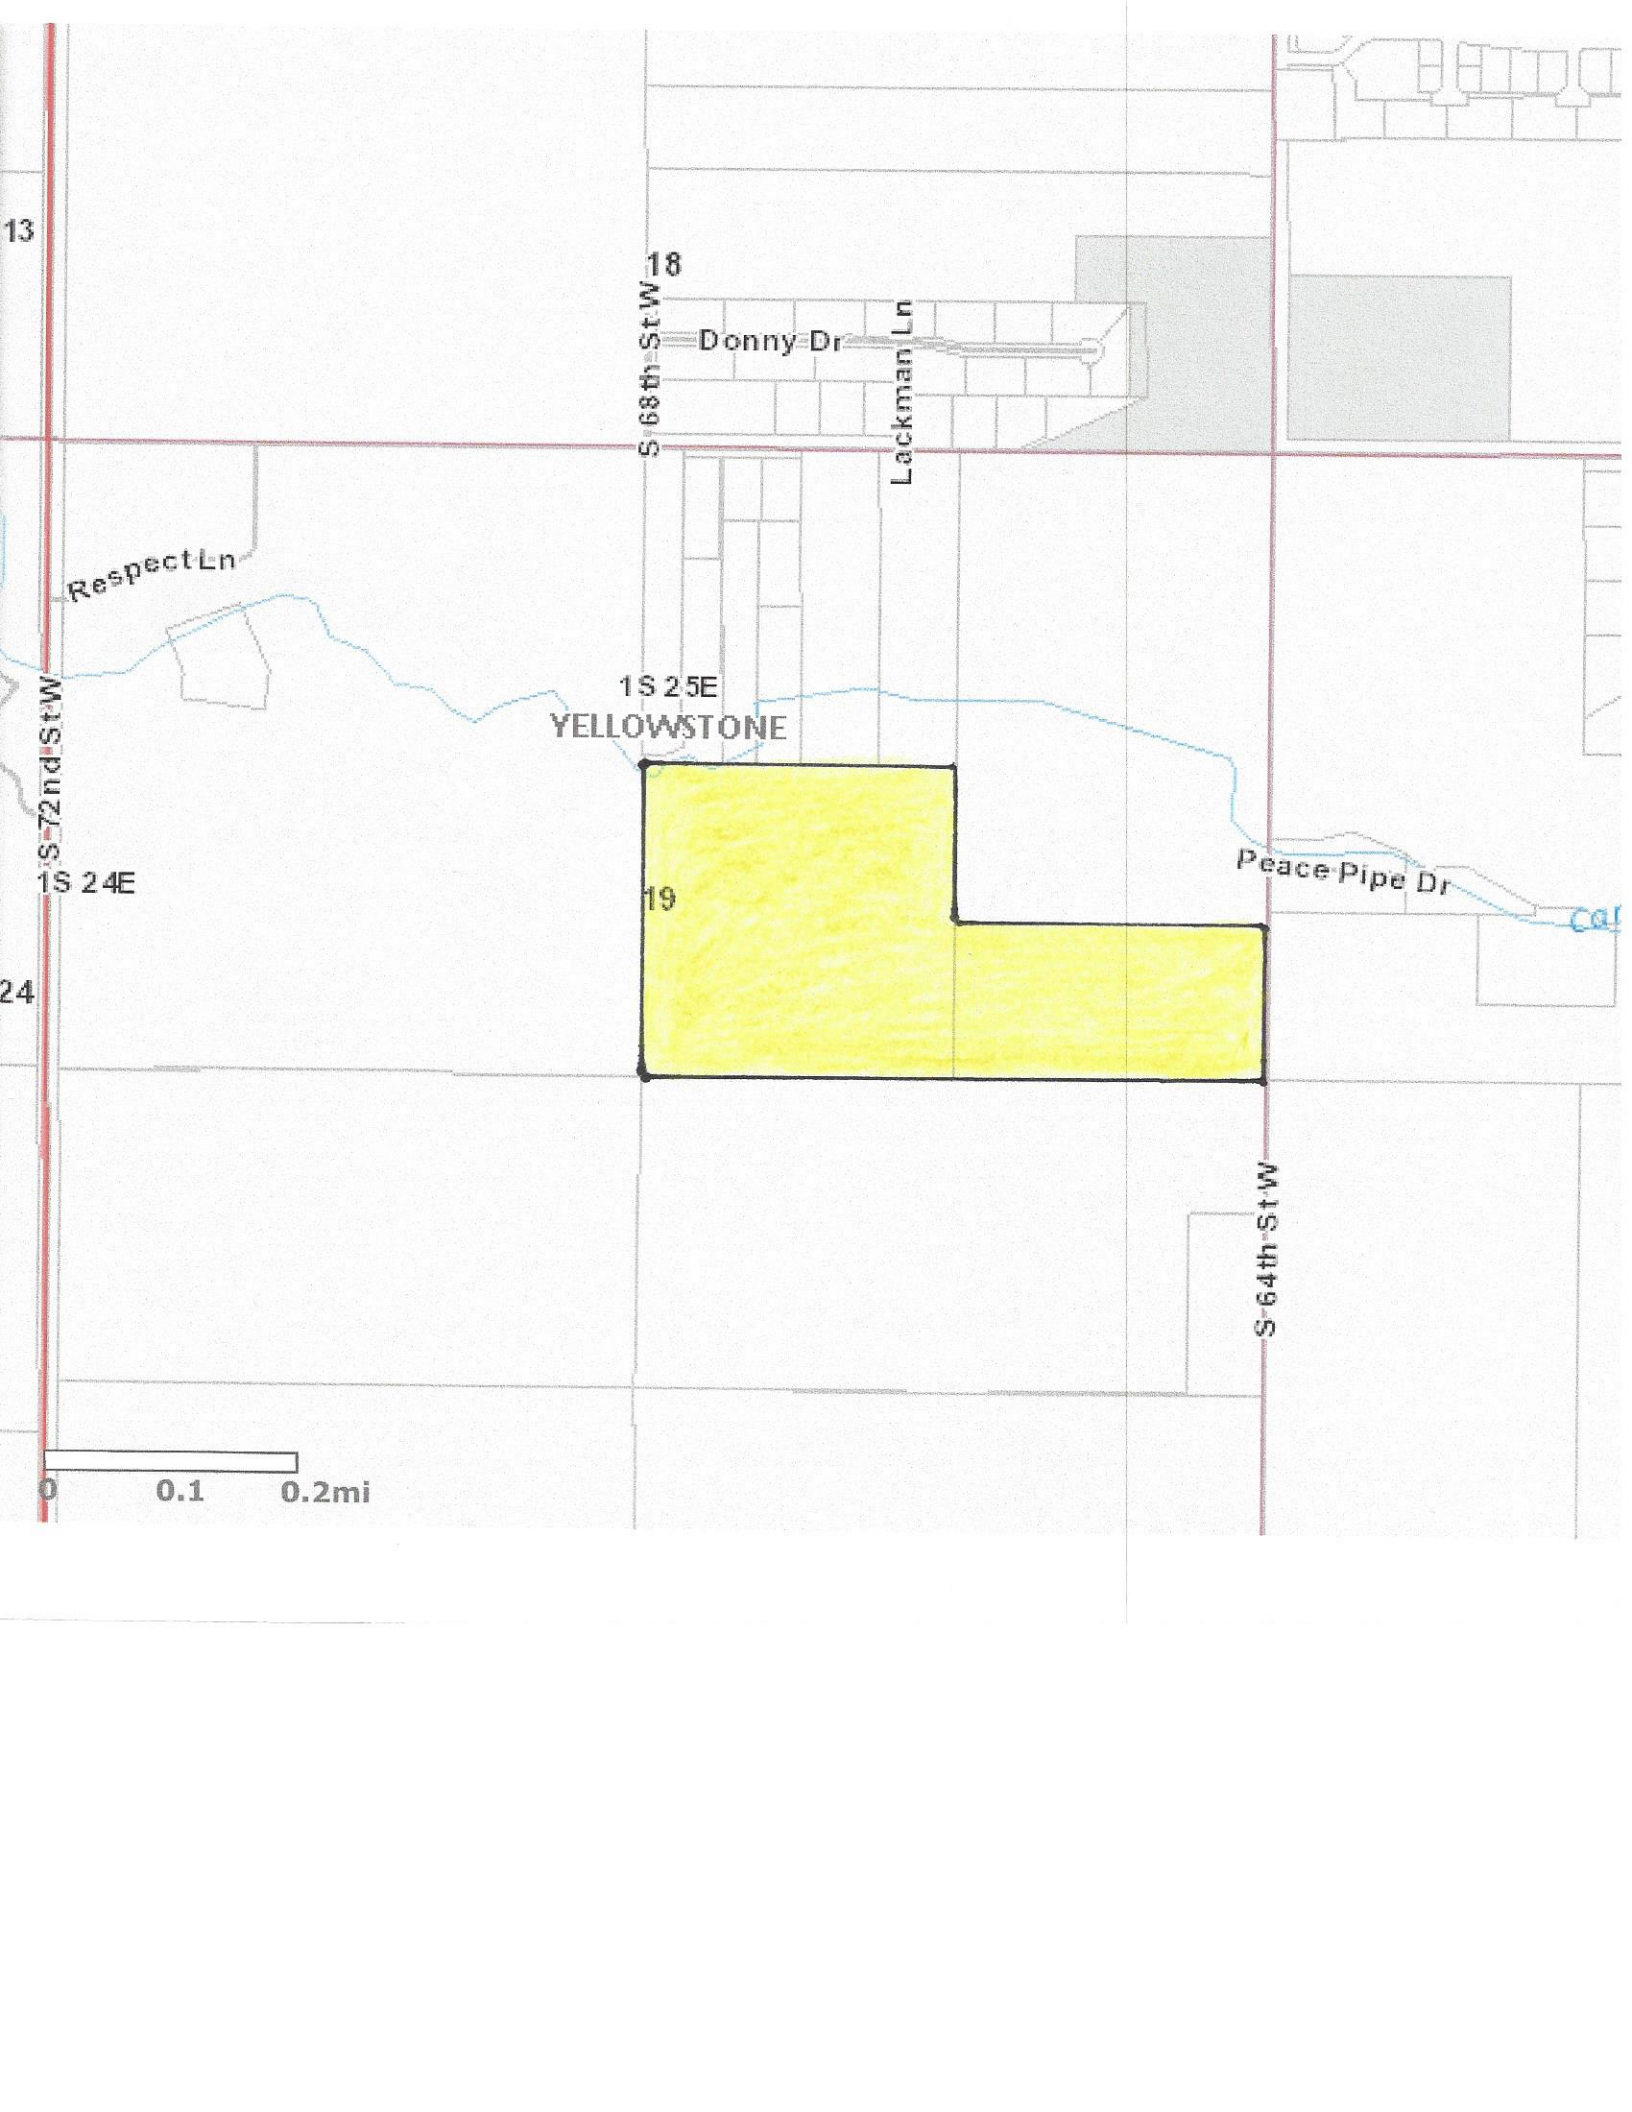 13
18
S 68th St W
Donny Dr
Lackman Ln
Respect Ln
1S 25E
YELLOWSTONE
S 72nd St W
1S 24E
19
Peace Pipe Dr
24
S 64th St W
0 0.1 0.2mi